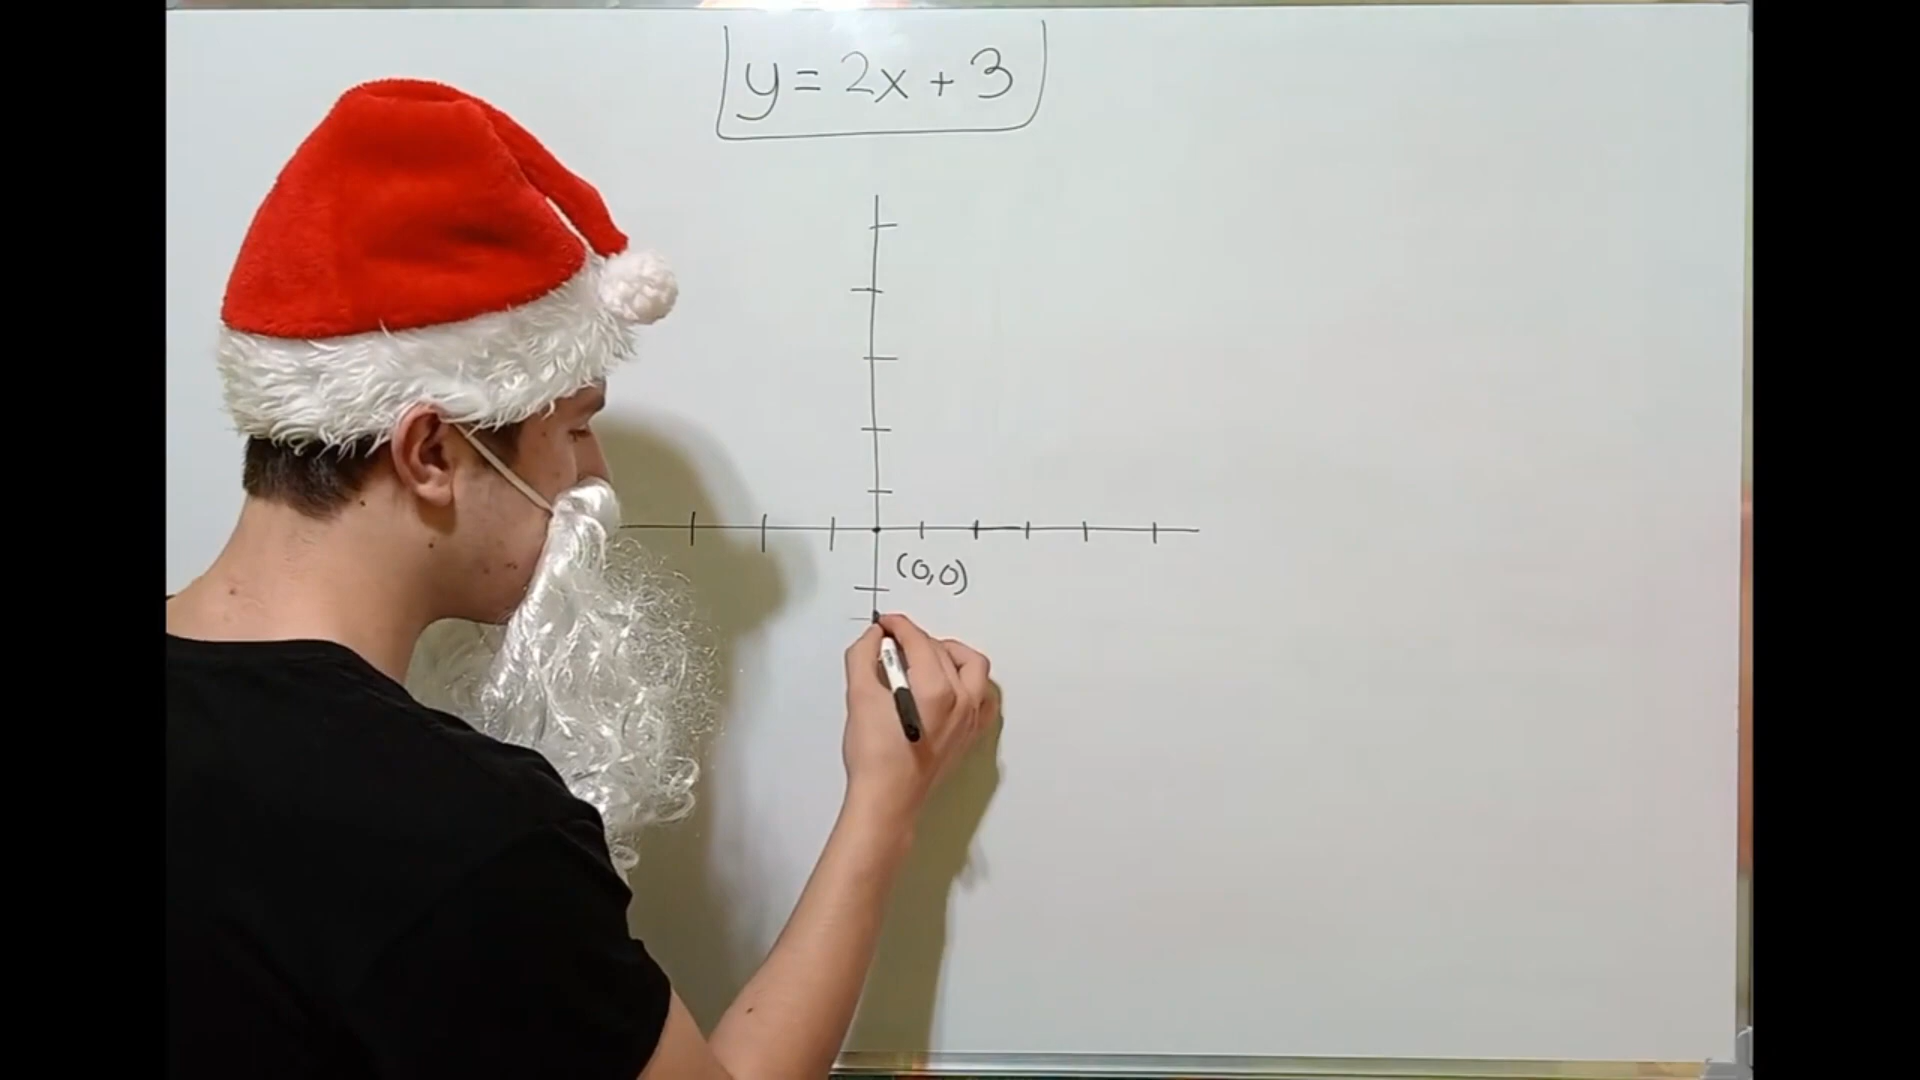 y = 2x + 3
(0,0)